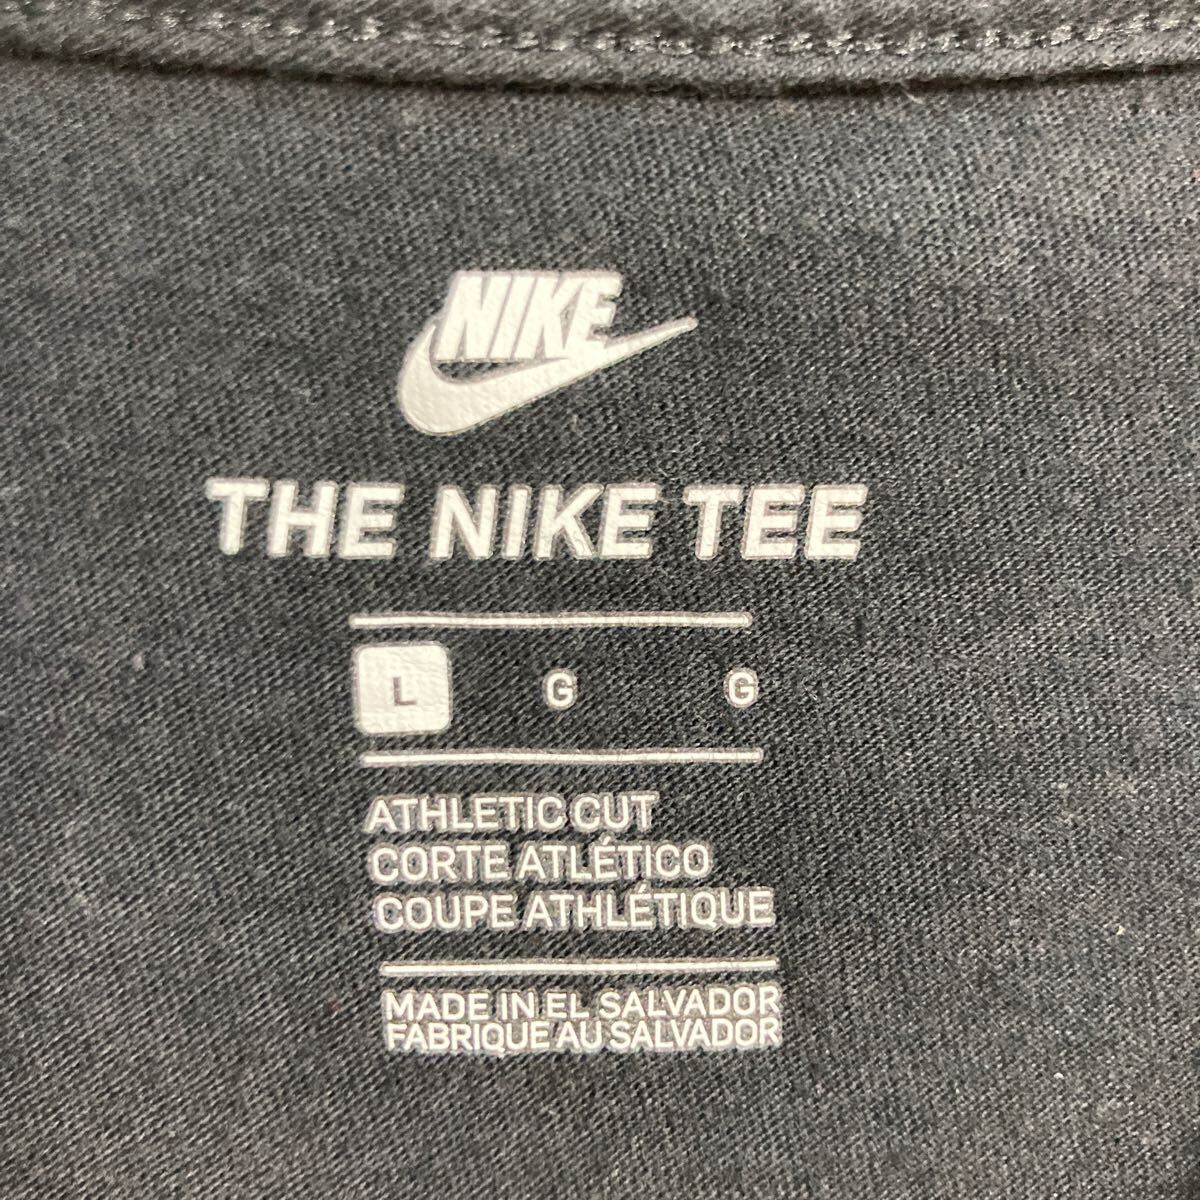 NIKE
THE NIKE TEE
L G G
ATHLETIC CUT
CORTE ATLÉTICO
COUPE ATHLÉTIQUE
MADE IN EL SALVADOR
FABRIQUE AU SALVADOR